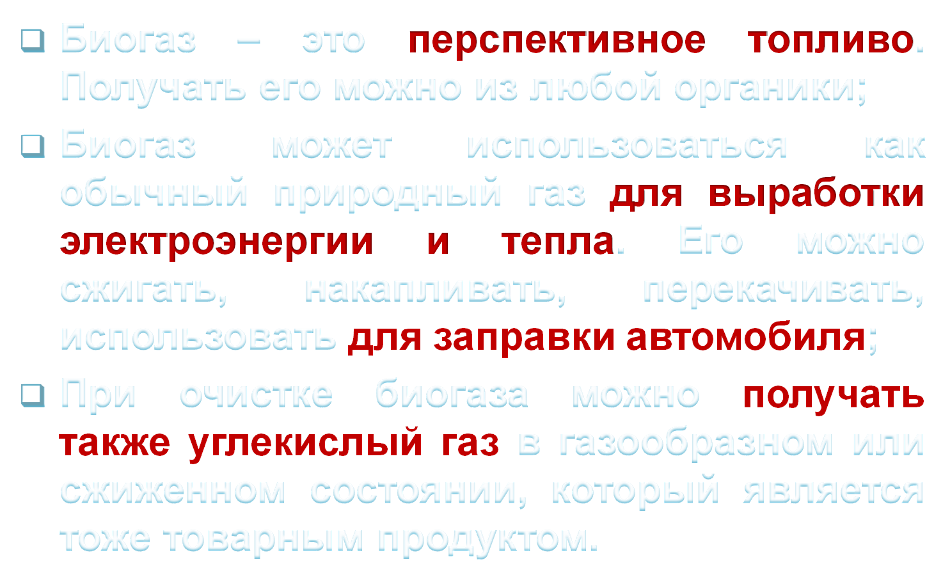 Биогаз – это перспективное топливо.
Получать его можно из любой органики;
Биогаз может использоваться как
обычный природный газ для выработки
электроэнергии и тепла. Его можно
сжигать, накапливать, перекачивать,
использовать для заправки автомобиля;
При очистке биогаза можно получать
также углекислый газ в газообразном или
сжиженном состоянии, который является
тоже товарным продуктом.